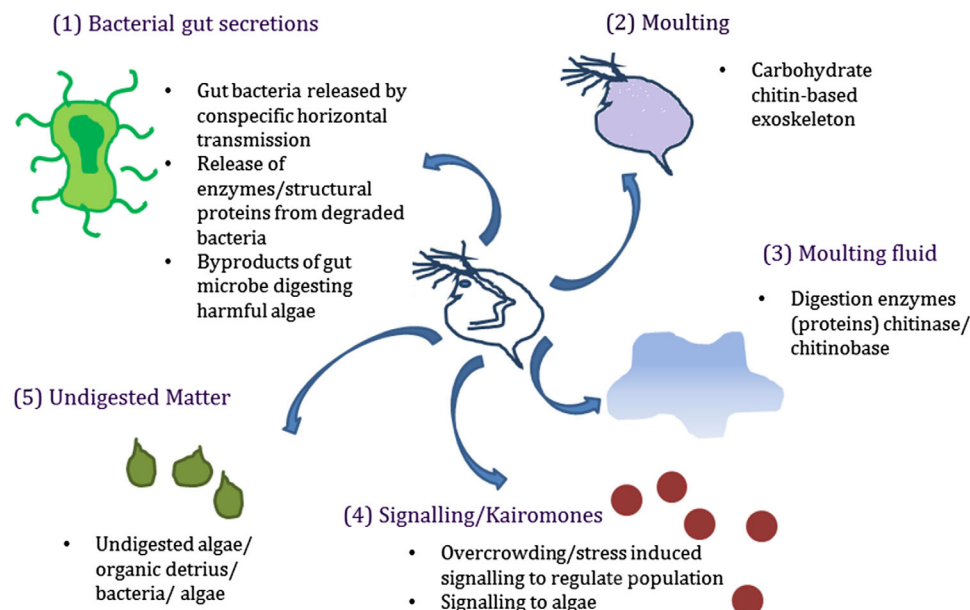 (1) Bacterial gut secretions
• Gut bacteria released by
conspecific horizontal
transmission
• Release of
enzymes/structural
proteins from degraded
bacteria
• Byproducts of gut
microbe digesting
harmful algae
(2) Moulting
• Carbohydrate
chitin-based
exoskeleton
(3) Moulting fluid
• Digestion enzymes
(proteins) chitinase/
chitinobase
(4) Signalling/Kairomones
• Overcrowding/stress induced
signalling to regulate population
• Signalling to algae
(5) Undigested Matter
• Undigested algae/
organic detrius/
bacteria/ algae